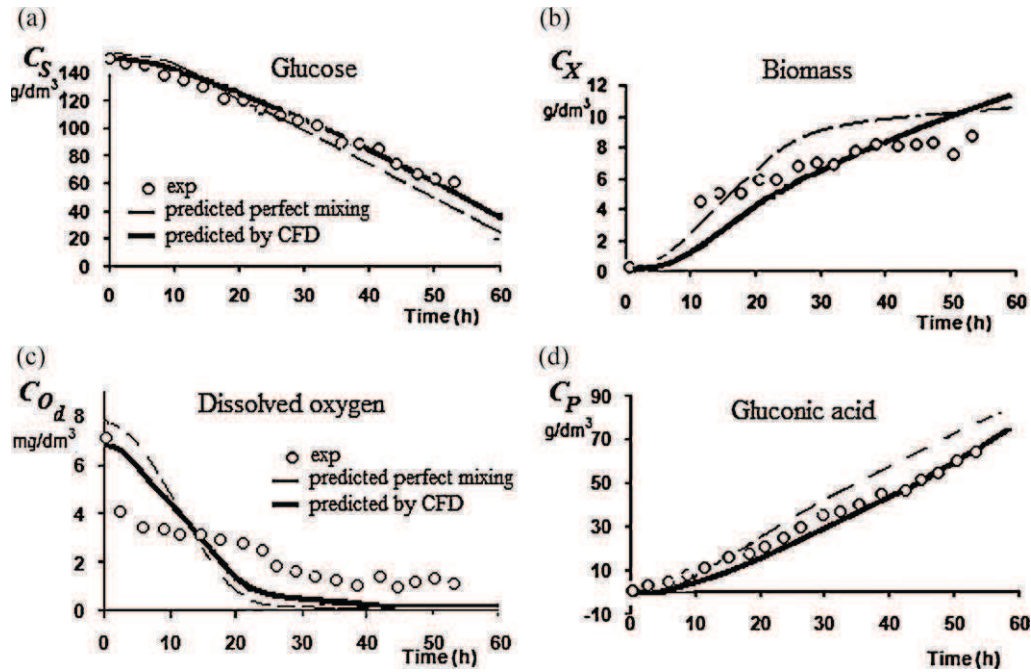 (a)
C_S
g/dm³
Glucose
140
120
100
80
60
40
20
0
exp
predicted perfect mixing
predicted by CFD
0 10 20 30 40 50 60
Time (h)
(b)
C_X
g/dm³
Biomass
12
10
8
6
4
2
0
0 10 20 30 40 50 60
Time (h)
(c)
C_{O_d}
mg/dm³
Dissolved oxygen
8
6
4
2
0
exp
predicted perfect mixing
predicted by CFD
0 10 20 30 40 50 60
Time (h)
(d)
C_P
g/dm³
Gluconic acid
90
70
50
30
10
-10
0 10 20 30 40 50 60
Time (h)